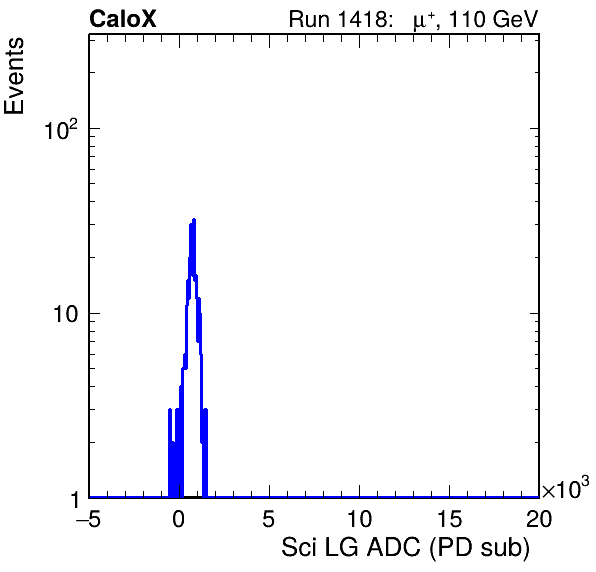 CaloX Run 1418: μ⁺, 110 GeV
Events
10²
10
1
−5 0 5 10 15 20 ×10³
Sci LG ADC (PD sub)